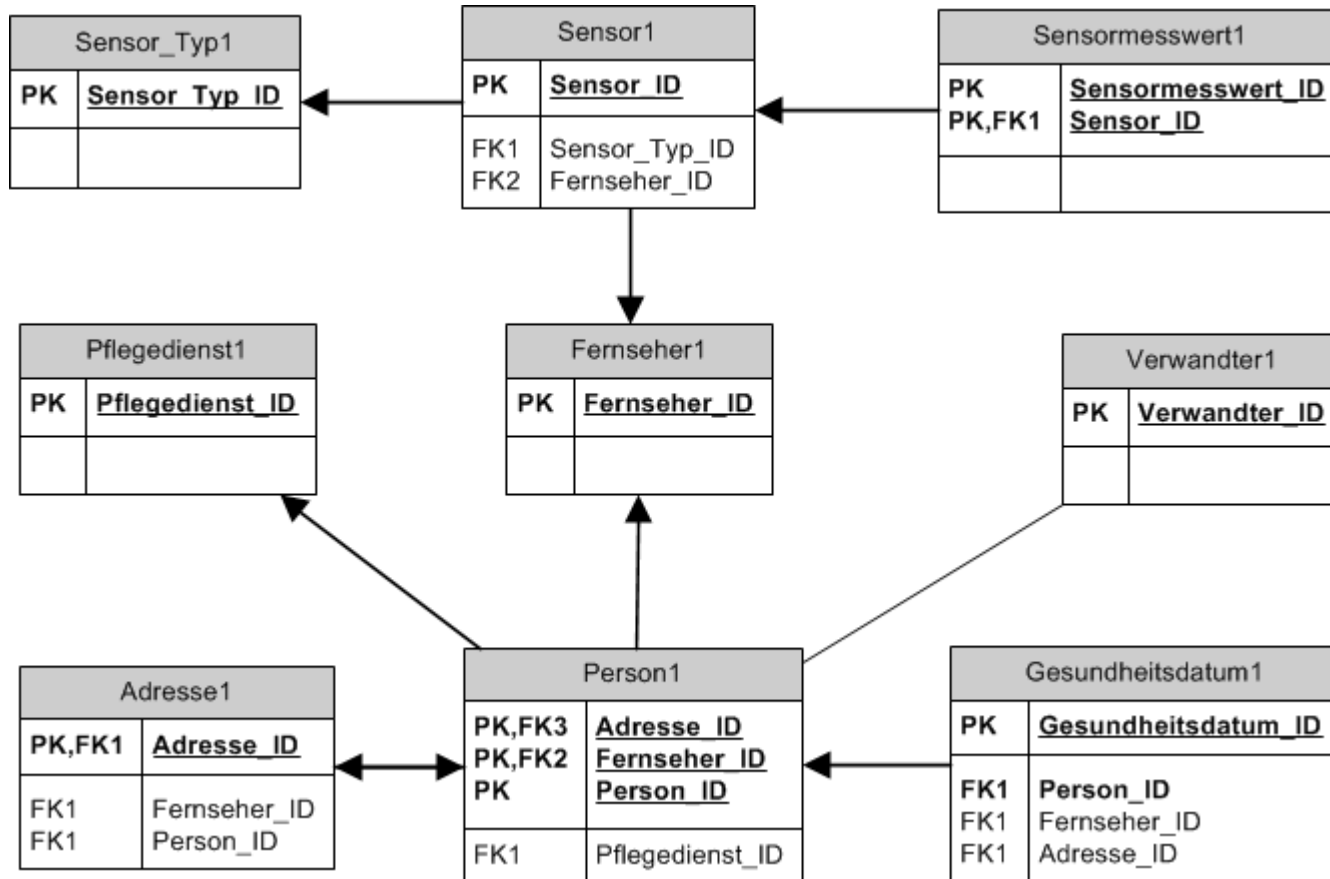 Sensor_Typ1
PK Sensor_Typ_ID
Sensor1
PK Sensor_ID
FK1 Sensor_Typ_ID
FK2 Fernseher_ID
Sensormesswert1
PK Sensormesswert_ID
PK,FK1 Sensor_ID
Pflegedienst1
PK Pflegedienst_ID
Fernseher1
PK Fernseher_ID
Verwandter1
PK Verwandter_ID
Adresse1
PK,FK1 Adresse_ID
FK1 Fernseher_ID
FK1 Person_ID
Person1
PK,FK3 Adresse_ID
PK,FK2 Fernseher_ID
PK Person_ID
FK1 Pflegedienst_ID
Gesundheitsdatum1
PK Gesundheitsdatum_ID
FK1 Person_ID
FK1 Fernseher_ID
FK1 Adresse_ID